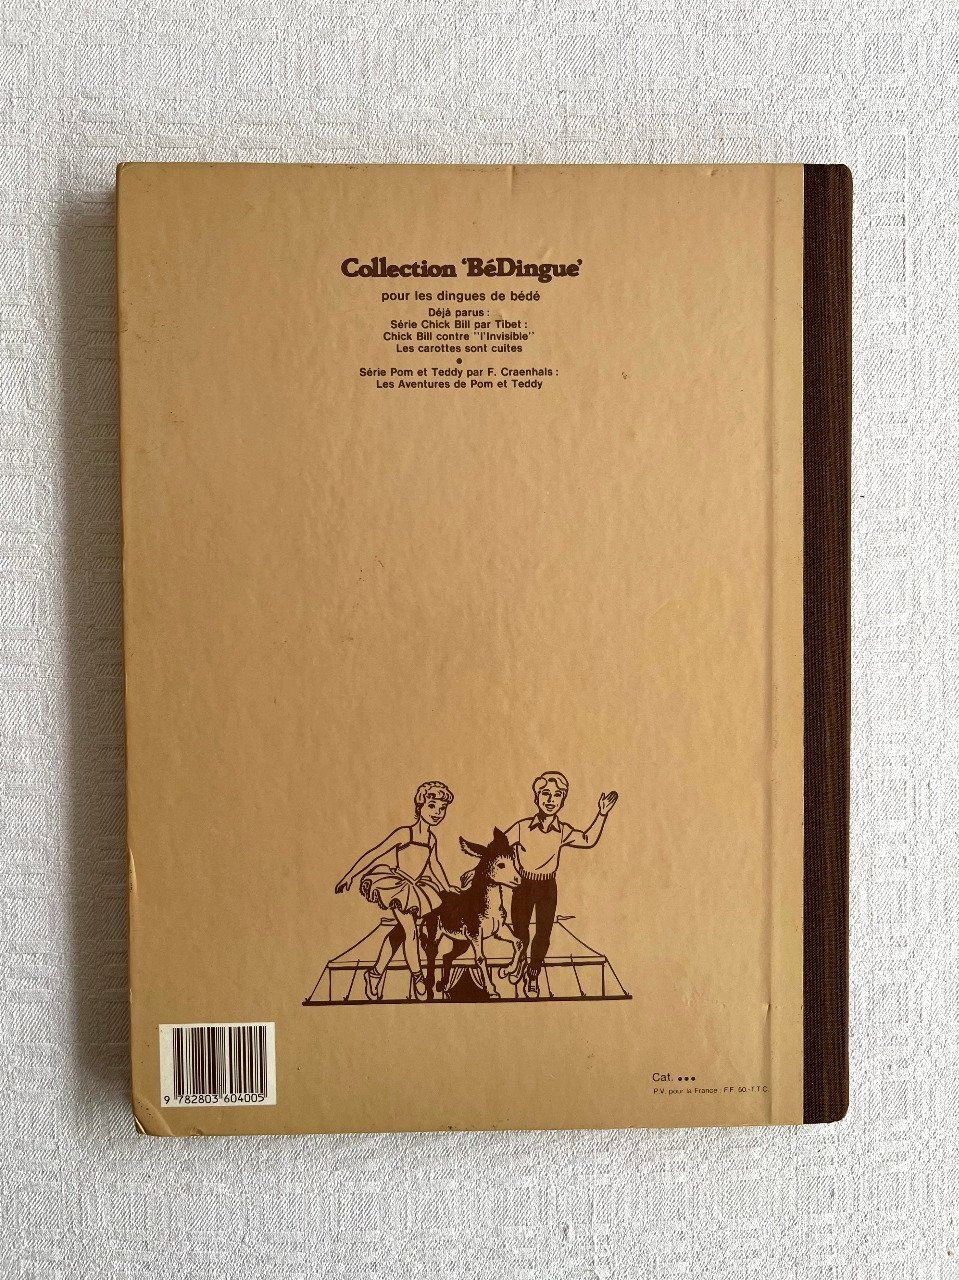 Collection ‘BéDingue’
pour les dingues de bédé
Déjà parus :
Série Chick Bill par Tibet :
Chick Bill contre "l'Invisible"
Les carottes sont cuites
•
Série Pom et Teddy par F. Craenhals :
Les Aventures de Pom et Teddy
9 782803 604005
Cat. •••
P.V. pour la France : F.F. 50.-T.T.C.